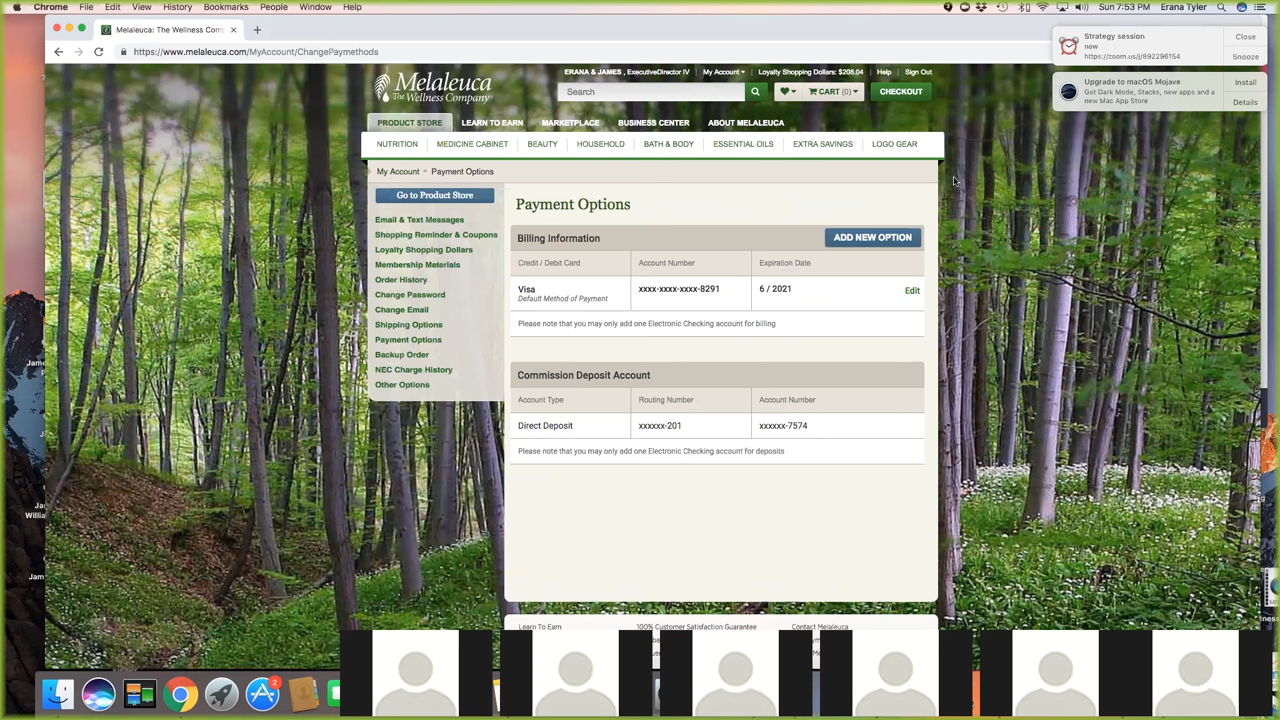 Chrome File Edit View History Bookmarks People Window Help Sun 7:53 PM Erana Tyler
Melaleuca: The Wellness Com
https://www.melaleuca.com/MyAccount/ChangePaymethods
Strategy session
now
https://zoom.us/j/992296154
Close
Snooze
Upgrade to macOS Mojave
Get Dark Mode, Stacks, new apps and a
new Mac App Store
Install
Details
Melaleuca
The Wellness Company
ERANA & JAMES , ExecutiveDirector IV My Account Loyalty Shopping Dollars: $208.04 Help Sign Out
Search CART (0) CHECKOUT
PRODUCT STORE LEARN TO EARN MARKETPLACE BUSINESS CENTER ABOUT MELALEUCA
NUTRITION MEDICINE CABINET BEAUTY HOUSEHOLD BATH & BODY ESSENTIAL OILS EXTRA SAVINGS LOGO GEAR
My Account Payment Options
Go to Product Store
Email & Text Messages
Shopping Reminder & Coupons
Loyalty Shopping Dollars
Membership Materials
Order History
Change Password
Change Email
Shipping Options
Payment Options
Backup Order
NEC Charge History
Other Options
Payment Options
Billing Information ADD NEW OPTION
Credit / Debit Card Account Number Expiration Date
Visa xxxx-xxxx-xxxx-8291 6 / 2021 Edit
Default Method of Payment
Please note that you may only add one Electronic Checking account for billing
Commission Deposit Account
Account Type Routing Number Account Number
Direct Deposit xxxxxx-201 xxxxxx-7574
Please note that you may only add one Electronic Checking account for deposits
Learn To Earn 100% Customer Satisfaction Guarantee Contact Melaleuca
2